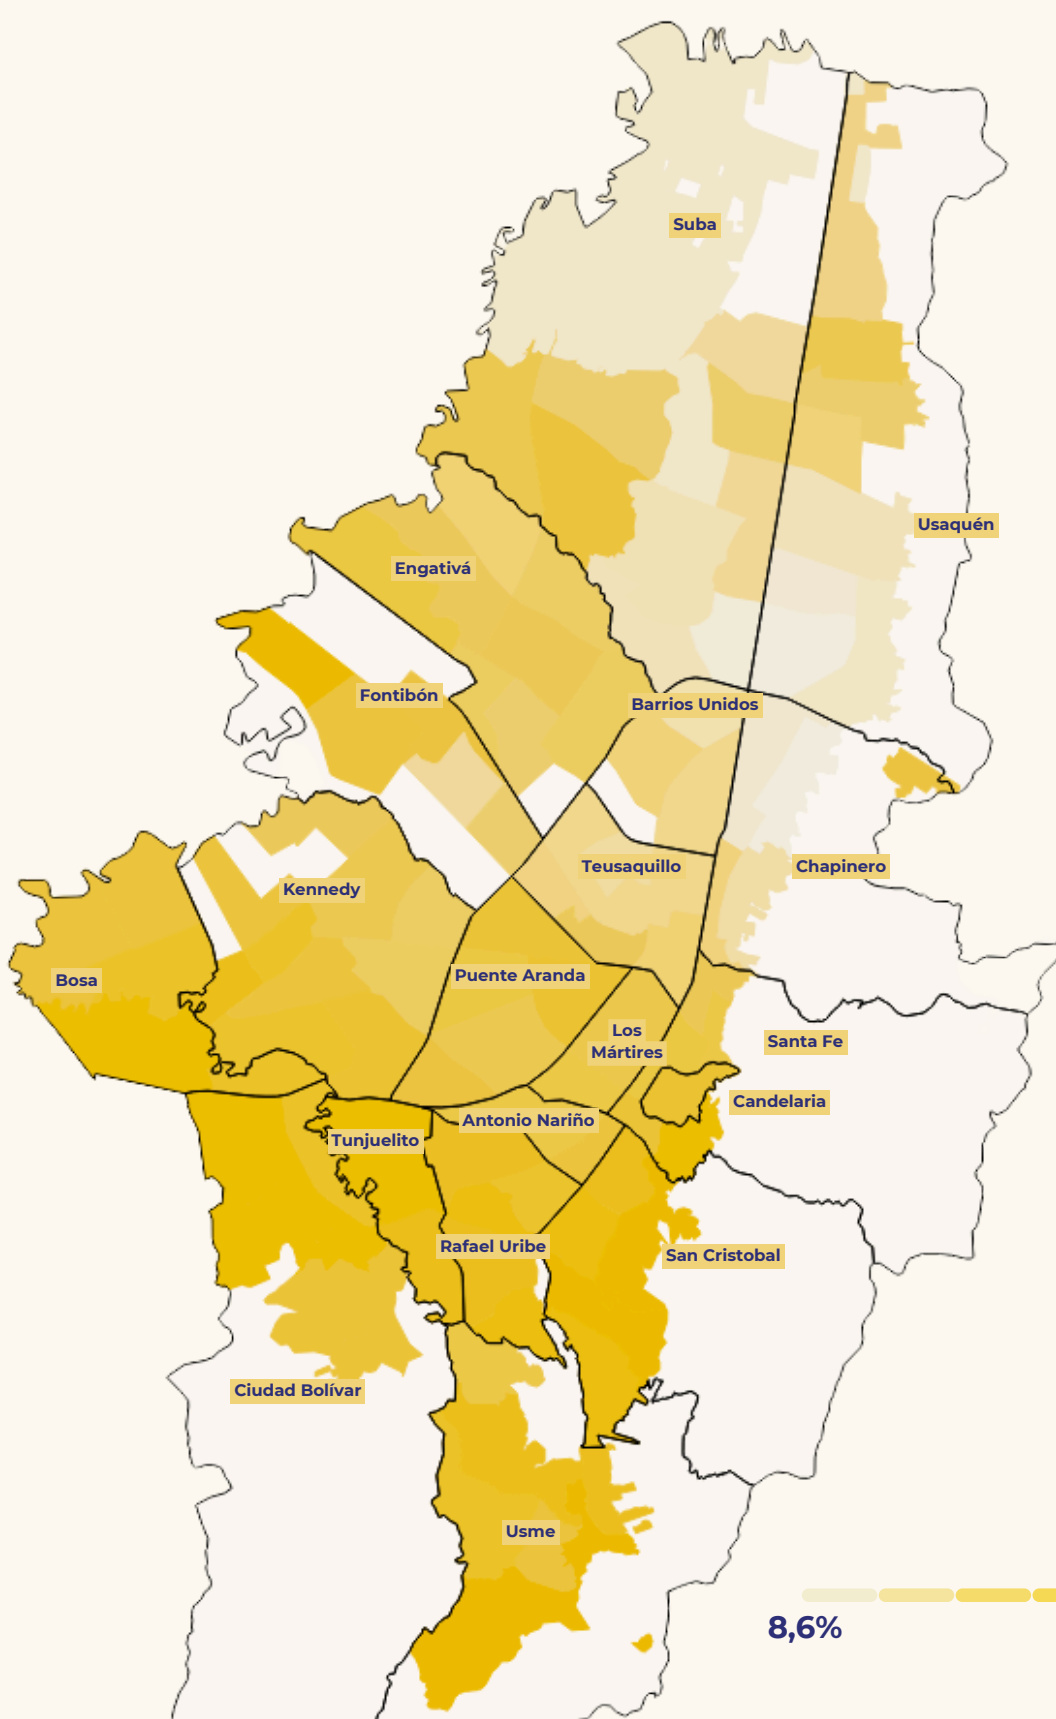 Suba
Usaquén
Engativá
Fontibón
Barrios Unidos
Teusaquillo
Chapinero
Kennedy
Puente Aranda
Bosa
Los
Mártires
Santa Fe
Candelaria
Antonio Nariño
Tunjuelito
Rafael Uribe
San Cristobal
Ciudad Bolívar
Usme
8,6%